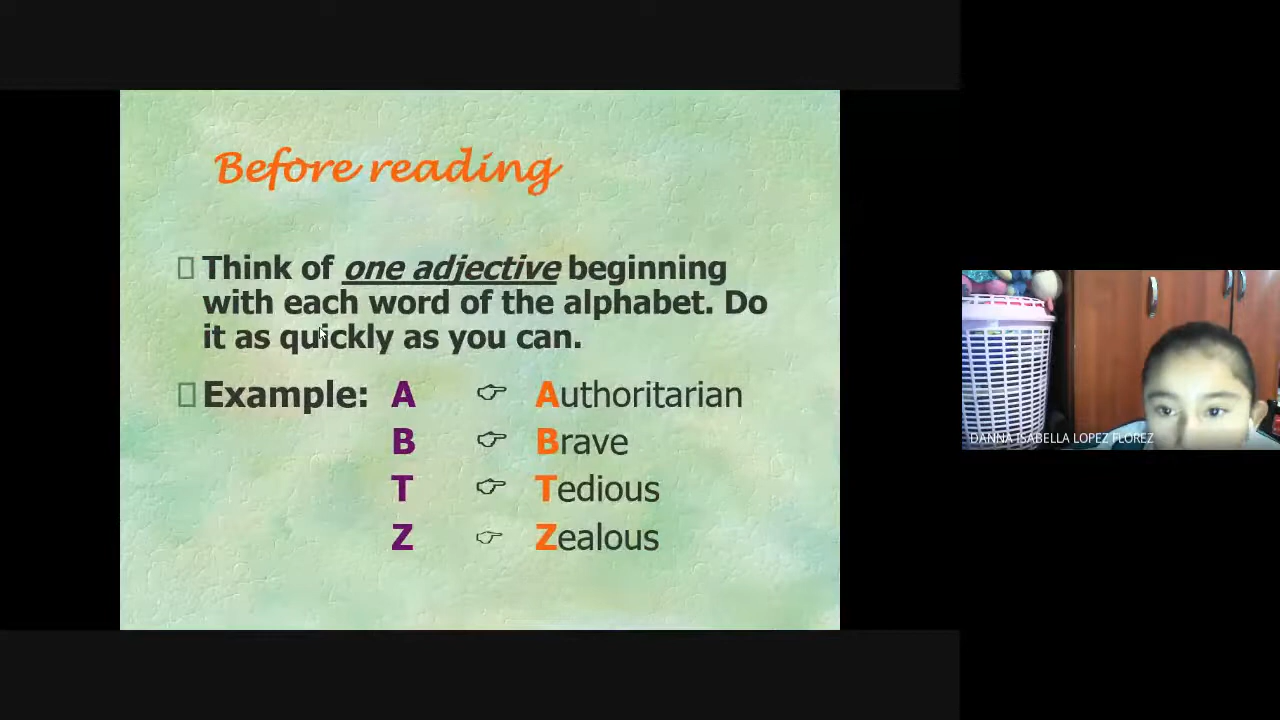 Before reading
Think of one adjective beginning
with each word of the alphabet. Do
it as quickly as you can.
Example: A Authoritarian
B Brave
T Tedious
Z Zealous
DANNA ISABELLA LOPEZ FLOREZ